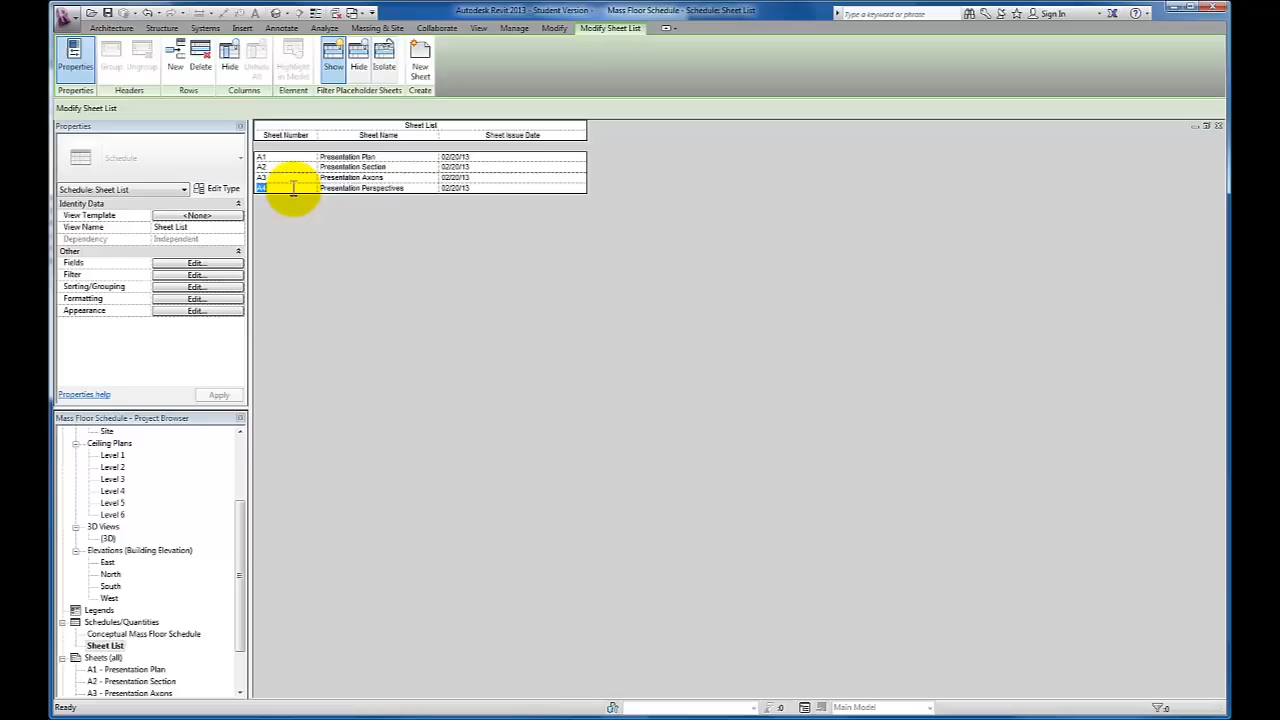 Autodesk Revit 2013 - Student Version - Mass Floor Schedule - Schedule: Sheet List
Type a keyword or phrase
Sign In
Architecture Structure Systems Insert Annotate Analyze Massing & Site Collaborate View Manage Modify Modify Sheet List
Properties Group Ungroup New Delete Hide Unhide All Highlight in Model Show Hide Isolate New Sheet
Properties Headers Rows Columns Element Filter Placeholder Sheets Create
Modify Sheet List
Properties
Schedule
Schedule: Sheet List Edit Type
Identity Data
View Template <None>
View Name Sheet List
Dependency Independent
Other
Fields Edit...
Filter Edit...
Sorting/Grouping Edit...
Formatting Edit...
Appearance Edit...
Properties help Apply
Mass Floor Schedule - Project Browser
Site
Ceiling Plans
Level 1
Level 2
Level 3
Level 4
Level 5
Level 6
3D Views
{3D}
Elevations (Building Elevation)
East
North
South
West
Legends
Schedules/Quantities
Conceptual Mass Floor Schedule
Sheet List
Sheets (all)
A1 - Presentation Plan
A2 - Presentation Section
A3 - Presentation Axons
Sheet List
Sheet Number Sheet Name Sheet Issue Date
A1 Presentation Plan 02/20/13
A2 Presentation Section 02/20/13
A3 Presentation Axons 02/20/13
A4 Presentation Perspectives 02/20/13
Ready :0 Main Model :0